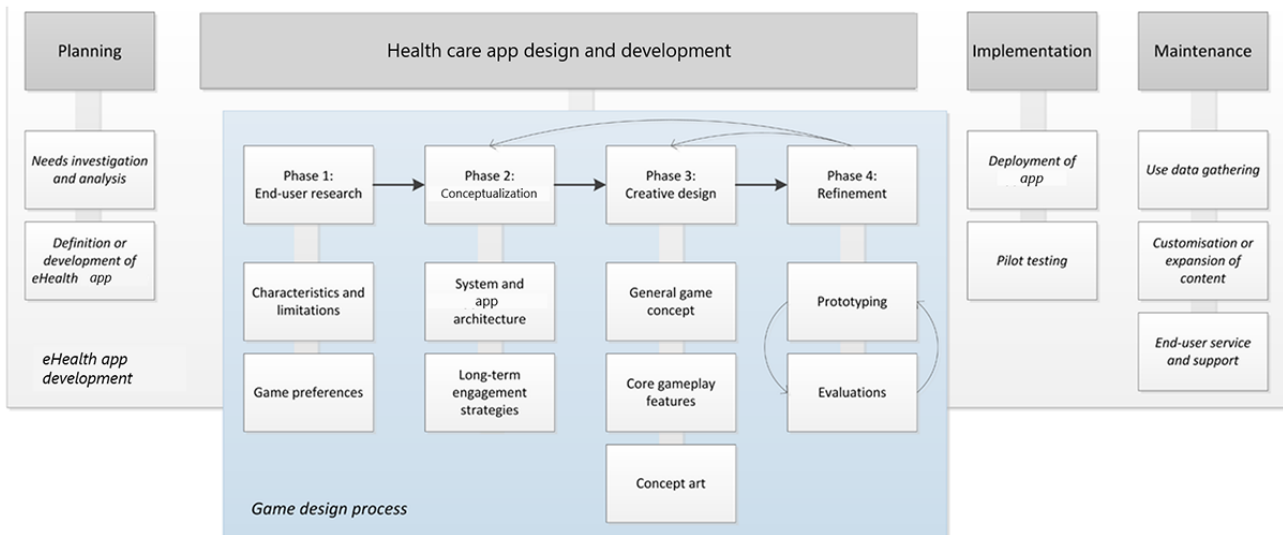 Planning
Health care app design and development
Implementation
Maintenance
Needs investigation
and analysis
Definition or
development of
eHealth app
eHealth app
development
Phase 1:
End-user research
Characteristics and
limitations
Game preferences
Phase 2:
Conceptualization
System and
app
architecture
Long-term
engagement
strategies
Phase 3:
Creative design
General game
concept
Core gameplay
features
Concept art
Phase 4:
Refinement
Prototyping
Evaluations
Game design process
Deployment of
app
Pilot testing
Use data gathering
Customisation or
expansion of
content
End-user service
and support